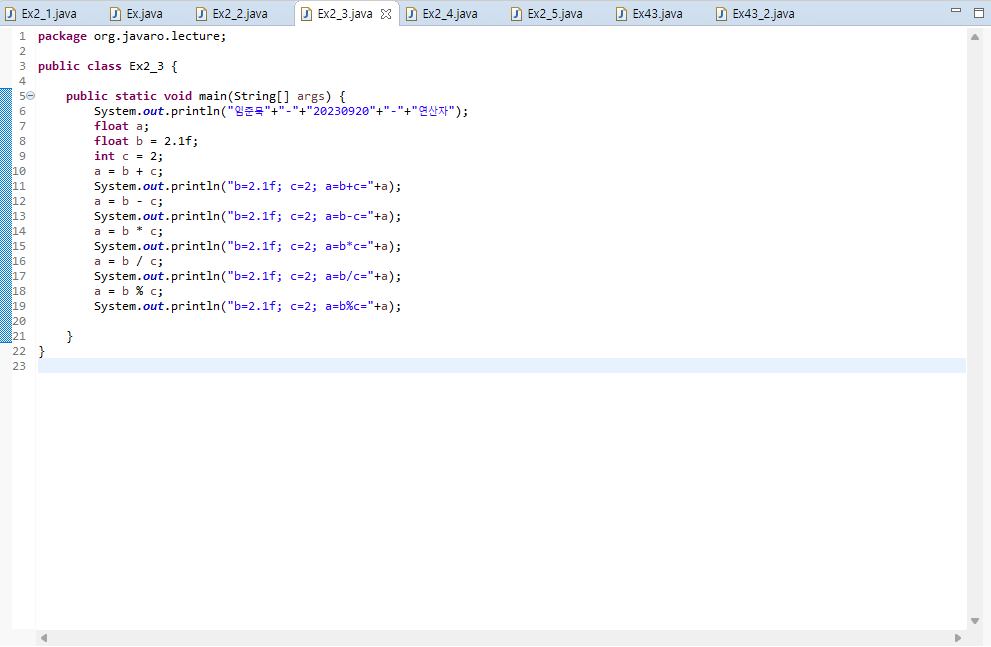 Ex2_1.java Ex.java Ex2_2.java Ex2_3.java Ex2_4.java Ex2_5.java Ex43.java Ex43_2.java
1 package org.javaro.lecture;
2
3 public class Ex2_3 {
4
5 public static void main(String[] args) {
6 System.out.println("임준묵"+"-"+"20230920"+"-"+"연산자");
7 float a;
8 float b = 2.1f;
9 int c = 2;
10 a = b + c;
11 System.out.println("b=2.1f; c=2; a=b+c="+a);
12 a = b - c;
13 System.out.println("b=2.1f; c=2; a=b-c="+a);
14 a = b * c;
15 System.out.println("b=2.1f; c=2; a=b*c="+a);
16 a = b / c;
17 System.out.println("b=2.1f; c=2; a=b/c="+a);
18 a = b % c;
19 System.out.println("b=2.1f; c=2; a=b%c="+a);
20
21 }
22 }
23